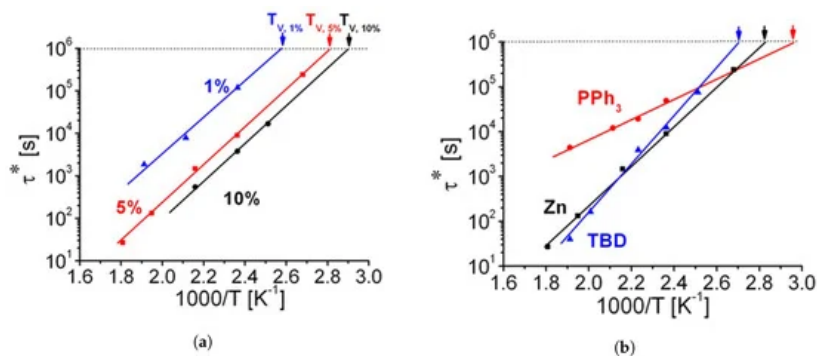 T_V, 1% T_V, 5% T_V, 10%
10^6
10^5
10^4
10^3
10^2
10^1
τ* [s]
1%
5%
10%
1.6 1.8 2.0 2.2 2.4 2.6 2.8 3.0
1000/T [K^-1]
(a)
10^6
10^5
10^4
10^3
10^2
10^1
τ* [s]
PPh_3
Zn
TBD
1.6 1.8 2.0 2.2 2.4 2.6 2.8 3.0
1000/T [K^-1]
(b)